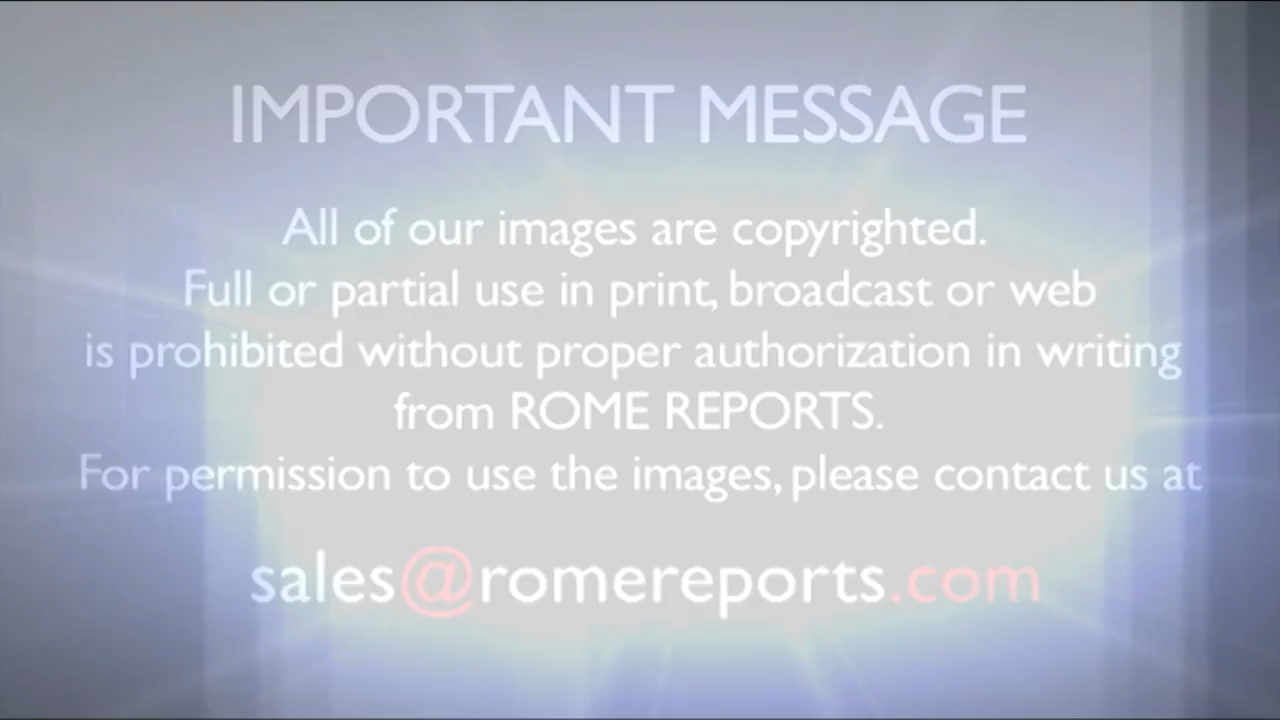 IMPORTANT MESSAGE
All of our images are copyrighted.
Full or partial use in print, broadcast or web
is prohibited without proper authorization in writing
from ROME REPORTS.
For permission to use the images, please contact us at
sales@romereports.com